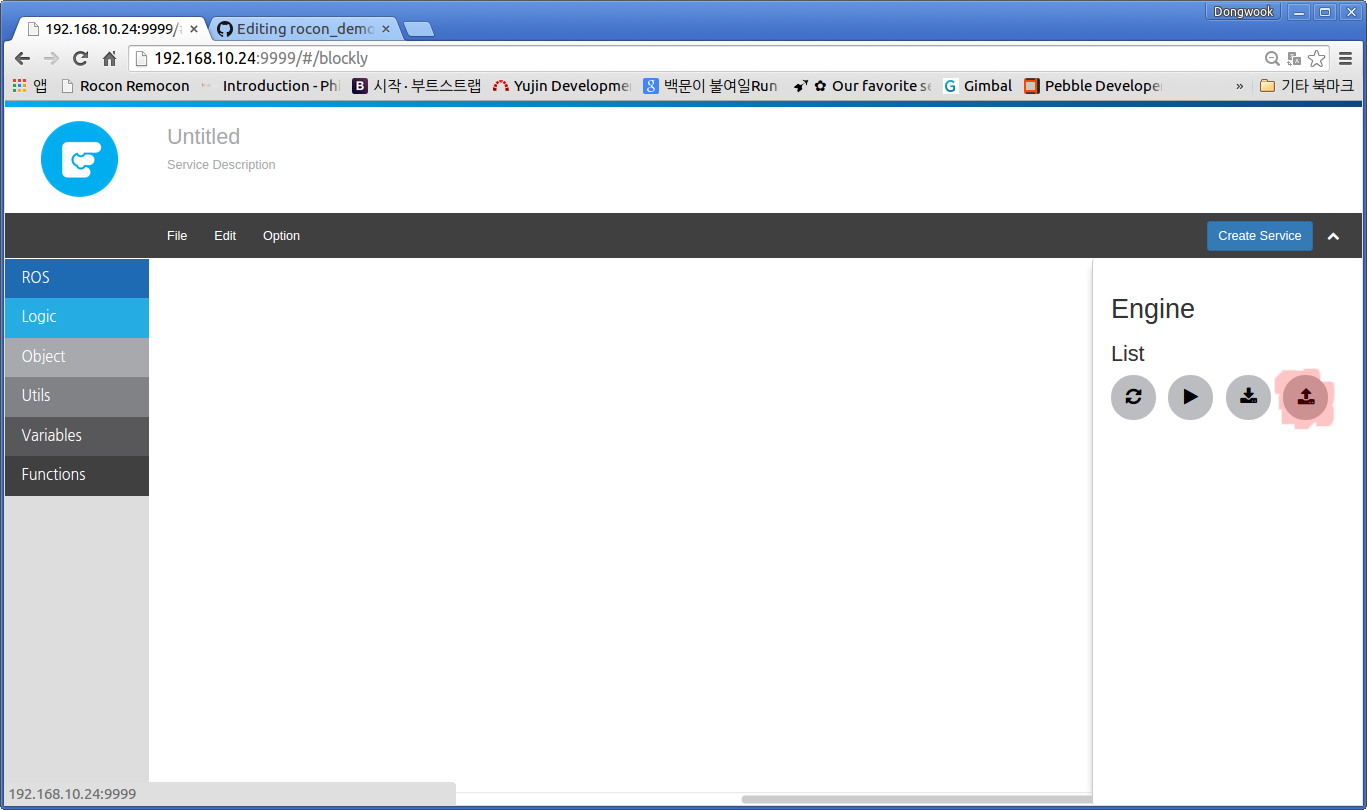 Dongwook
192.168.10.24:9999/#
Editing rocon_demo
192.168.10.24:9999/#/blockly
앱
Rocon Remocon
Introduction - Phi
B
시작 · 부트스트랩
Yujin Developme
8
백문이 불여일Run
Our favorite se
G
Gimbal
Pebble Develope
»
기타 북마크
Untitled
Service Description
File
Edit
Option
Create Service
ROS
Logic
Object
Utils
Variables
Functions
Engine
List
192.168.10.24:9999